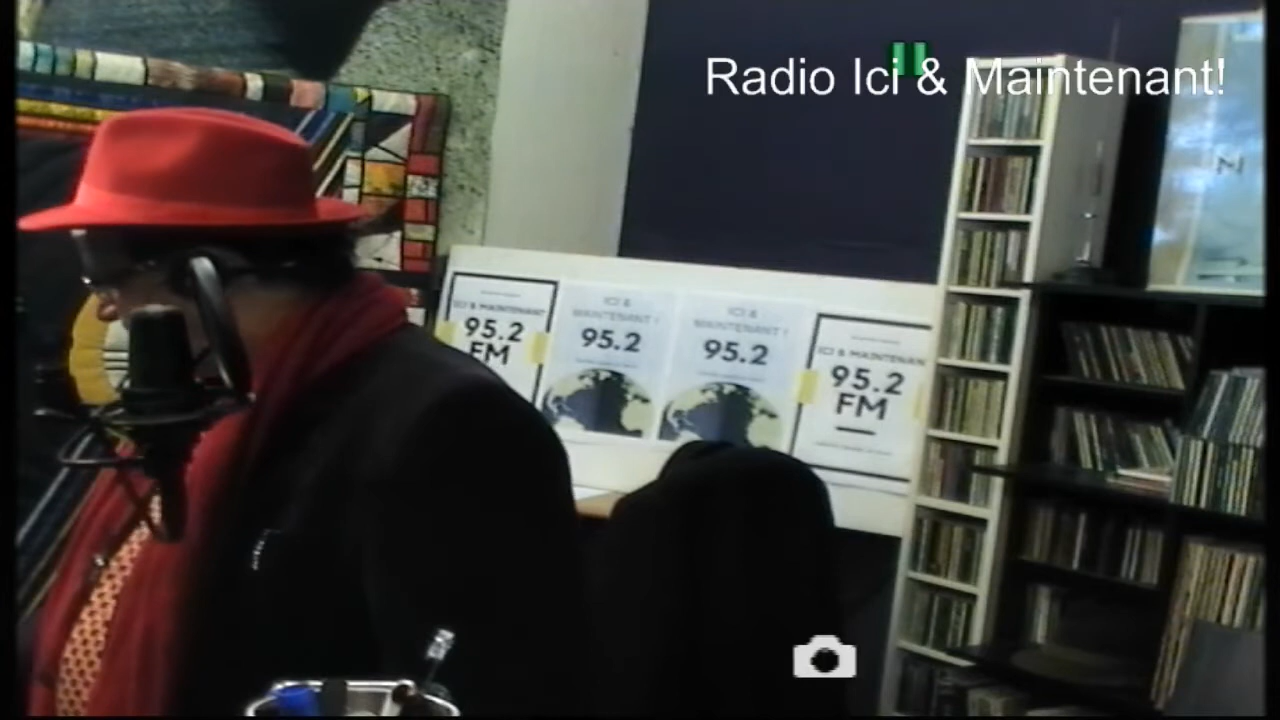 Radio Ici & Maintenant!
ICI & MAINTENANT
95.2
FM
ICI &
MAINTENANT !
95.2
ICI &
MAINTENANT !
95.2
ICI & MAINTENAN
95.2
FM